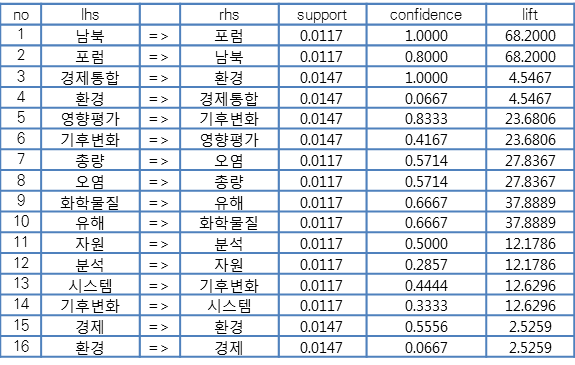 no lhs rhs support confidence lift
1 남북 => 포럼 0.0117 1.0000 68.2000
2 포럼 => 남북 0.0117 0.8000 68.2000
3 경제통합 => 환경 0.0147 1.0000 4.5467
4 환경 => 경제통합 0.0147 0.0667 4.5467
5 영향평가 => 기후변화 0.0147 0.8333 23.6806
6 기후변화 => 영향평가 0.0147 0.4167 23.6806
7 총량 => 오염 0.0117 0.5714 27.8367
8 오염 => 총량 0.0117 0.5714 27.8367
9 화학물질 => 유해 0.0117 0.6667 37.8889
10 유해 => 화학물질 0.0117 0.6667 37.8889
11 자원 => 분석 0.0117 0.5000 12.1786
12 분석 => 자원 0.0117 0.2857 12.1786
13 시스템 => 기후변화 0.0117 0.4444 12.6296
14 기후변화 => 시스템 0.0117 0.3333 12.6296
15 경제 => 환경 0.0147 0.5556 2.5259
16 환경 => 경제 0.0147 0.0667 2.5259